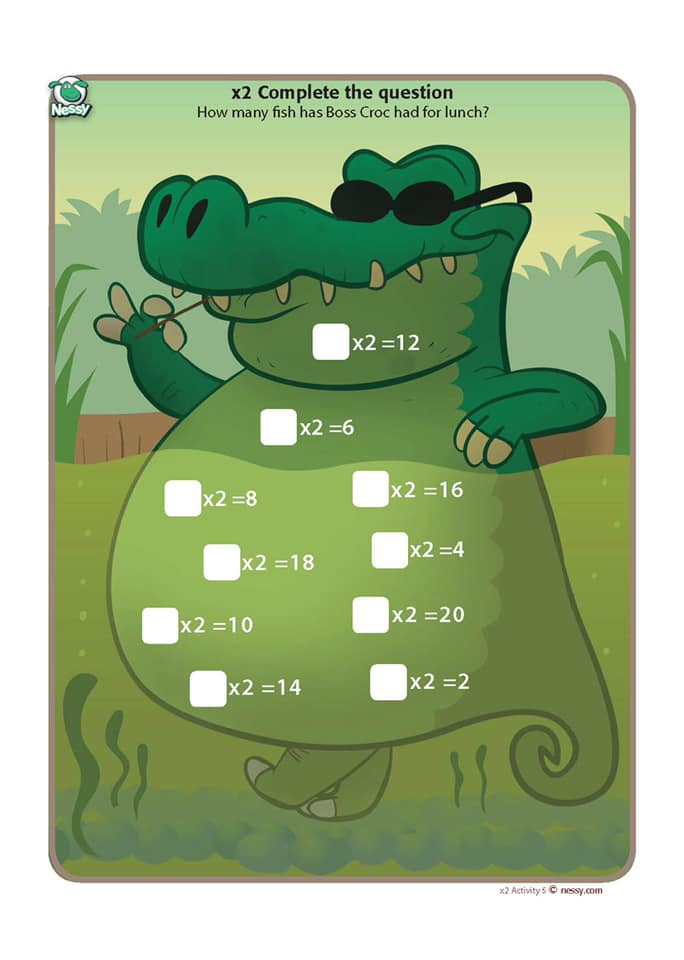 Nessy
x2 Complete the question
How many fish has Boss Croc had for lunch?
x2 =12
x2 =6
x2 =8
x2 =16
x2 =18
x2 =4
x2 =10
x2 =20
x2 =14
x2 =2
x2 Activity 5 © nessy.com